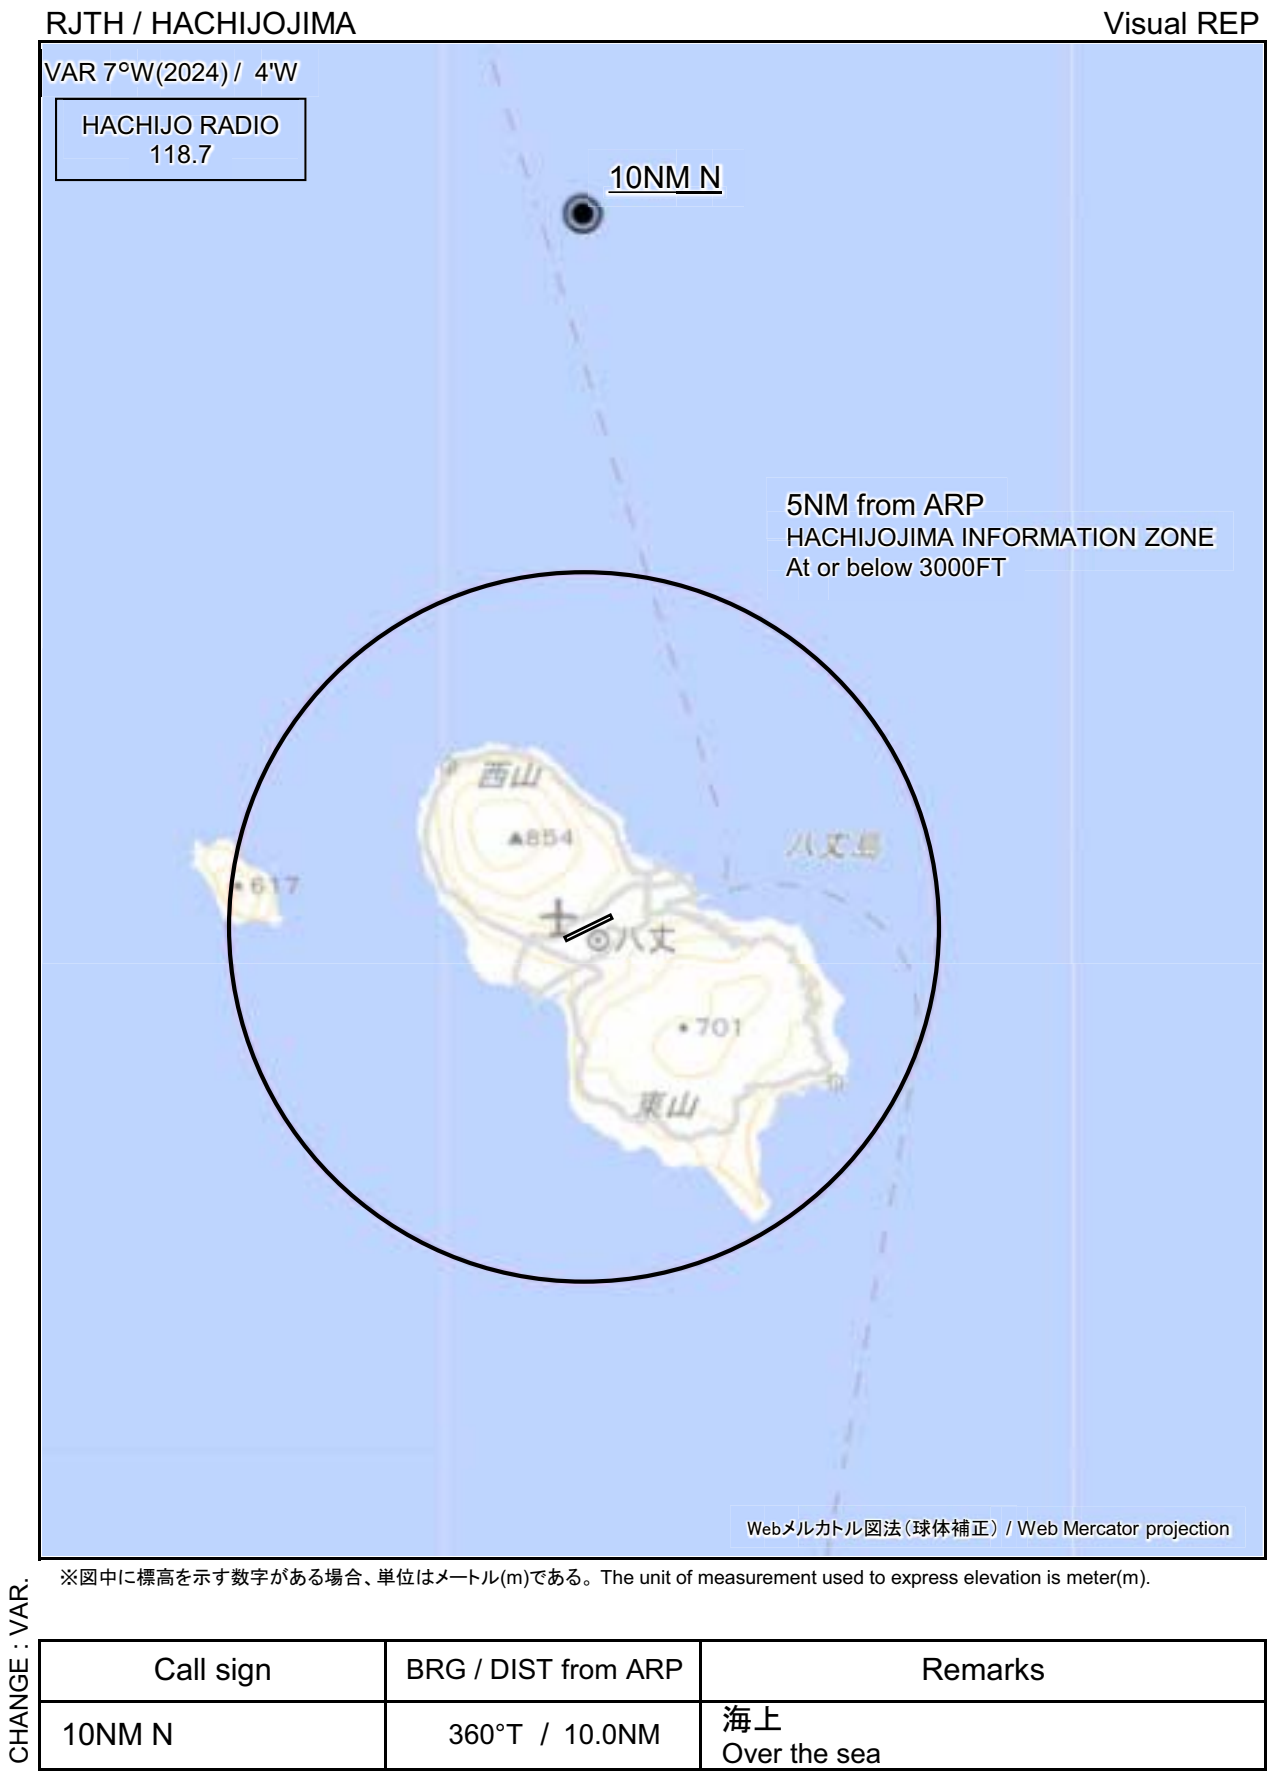 RJTH / HACHIJOJIMA
Visual REP
VAR 7°W(2024) / 4'W
HACHIJO RADIO
118.7
10NM N
5NM from ARP
HACHIJOJIMA INFORMATION ZONE
At or below 3000FT
西山
▲854
八丈島
•617
八丈
•701
東山
Webメルカトル図法（球体補正） / Web Mercator projection
※図中に標高を示す数字がある場合、単位はメートル(m)である。 The unit of measurement used to express elevation is meter(m).
CHANGE : VAR.
Call sign
BRG / DIST from ARP
Remarks
10NM N
360°T / 10.0NM
海上
Over the sea